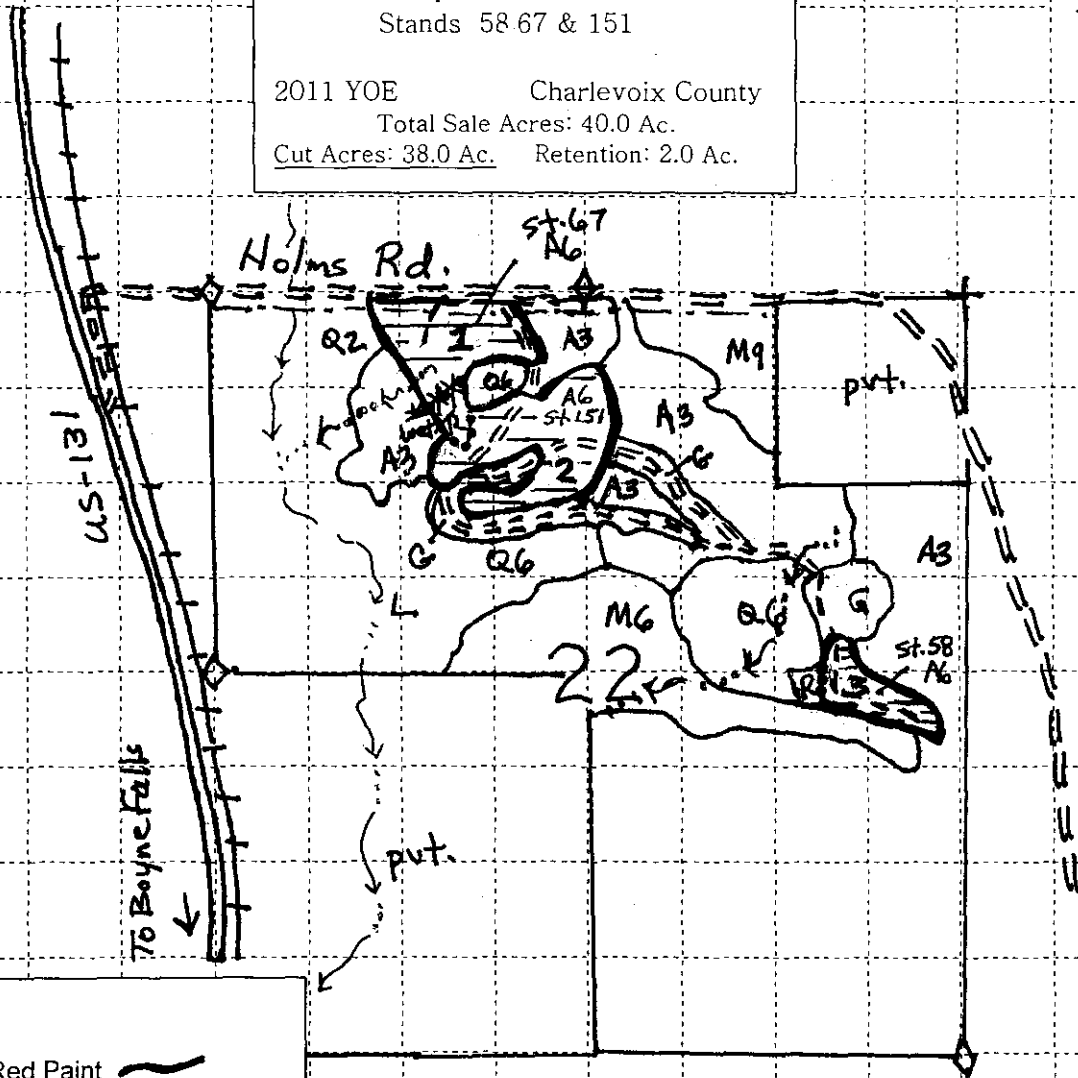 Stands 58.67 & 151
2011 YOE Charlevoix County
Total Sale Acres: 40.0 Ac.
Cut Acres: 38.0 Ac. Retention: 2.0 Ac.
st.67
A6
Holms Rd.
Q2
1
A3
M9
pvt.
Q6
A6
st.151
A3
A3
2
G
A3
US-131
G
Q6
A3
L
M6
Q6
G
22
st.58
A6
R
3
To Boyne Falls
pvt.
Red Paint